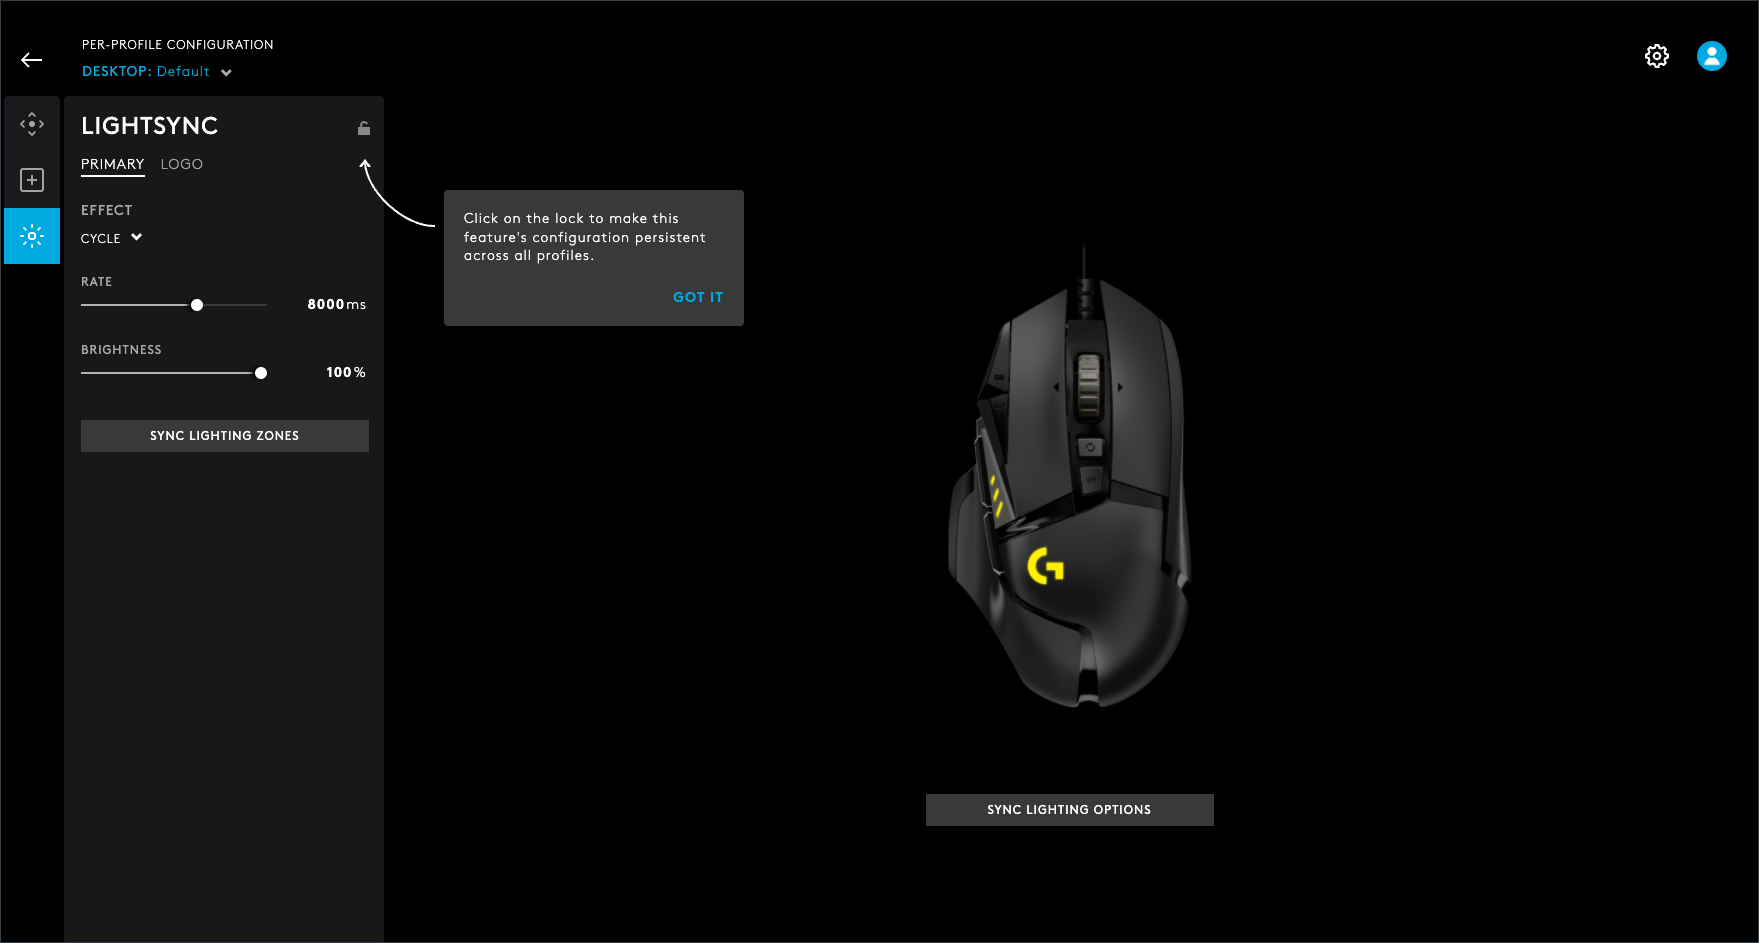 PER-PROFILE CONFIGURATION
DESKTOP: Default
LIGHTSYNC
PRIMARY LOGO
EFFECT
CYCLE
RATE
8000ms
BRIGHTNESS
100%
SYNC LIGHTING ZONES
Click on the lock to make this
feature's configuration persistent
across all profiles.
GOT IT
SYNC LIGHTING OPTIONS